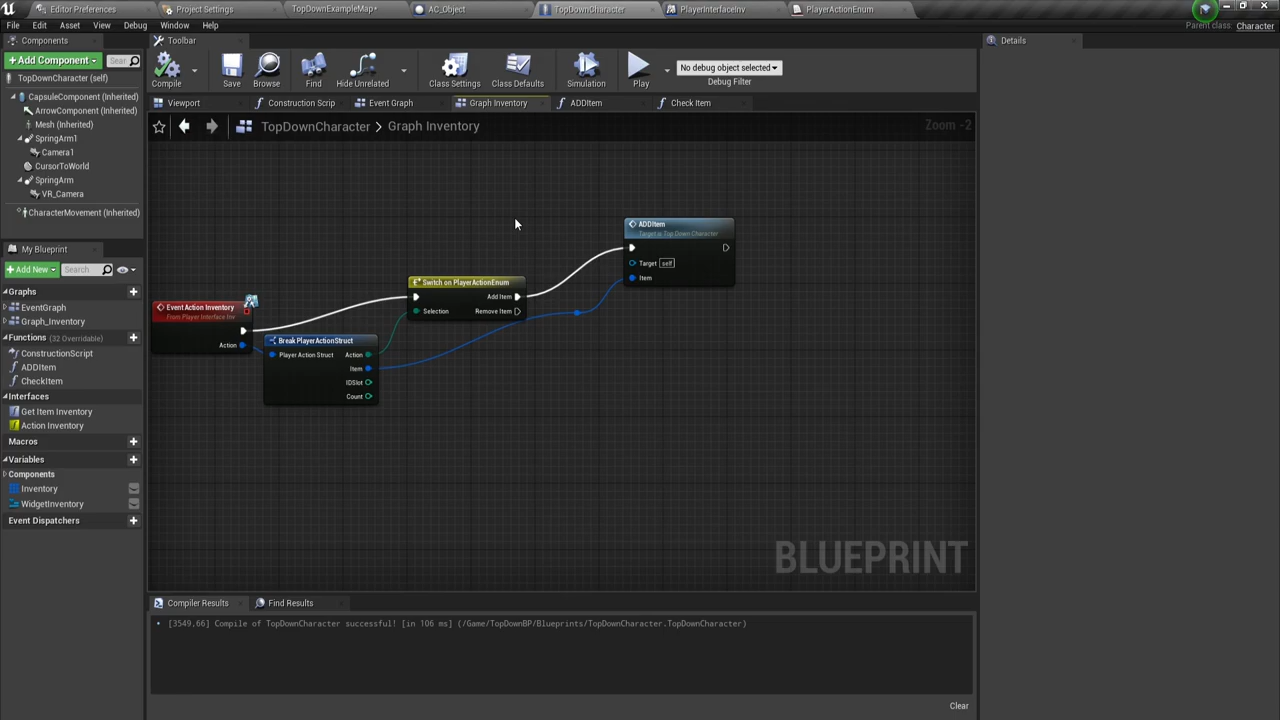 Editor Preferences
Project Settings
TopDownExampleMap*
AC_Object
TopDownCharacter
PlayerInterfaceInv
PlayerActionEnum
File Edit Asset View Debug Window Help
Parent class: Character
Components
Toolbar
Details
+ Add Component
Sear
TopDownCharacter (self)
CapsuleComponent (Inherited)
ArrowComponent (Inherited)
Mesh (Inherited)
SpringArm1
Camera1
CursorToWorld
SpringArm
VR_Camera
CharacterMovement (Inherited)
Compile
Save
Browse
Find
Hide Unrelated
Class Settings
Class Defaults
Simulation
Play
No debug object selected
Debug Filter
Viewport
Construction Scrip
Event Graph
Graph Inventory
ADDItem
Check Item
TopDownCharacter > Graph Inventory
Zoom -2
My Blueprint
+ Add New
Search
Graphs
EventGraph
Graph_Inventory
Functions (32 Overridable)
ConstructionScript
ADDItem
CheckItem
Interfaces
Get Item Inventory
Action Inventory
Macros
Variables
Components
Inventory
WidgetInventory
Event Dispatchers
Event Action Inventory
From Player Interface Inv
Action
Break PlayerActionStruct
Player Action Struct
Action
Item
IDSlot
Count
Switch on PlayerActionEnum
Add Item
Selection
Remove Item
ADDItem
Target is Top Down Character
Target self
Item
BLUEPRINT
Compiler Results
Find Results
• [3549,66] Compile of TopDownCharacter successful! [in 106 ms] (/Game/TopDownBP/Blueprints/TopDownCharacter.TopDownCharacter)
Clear